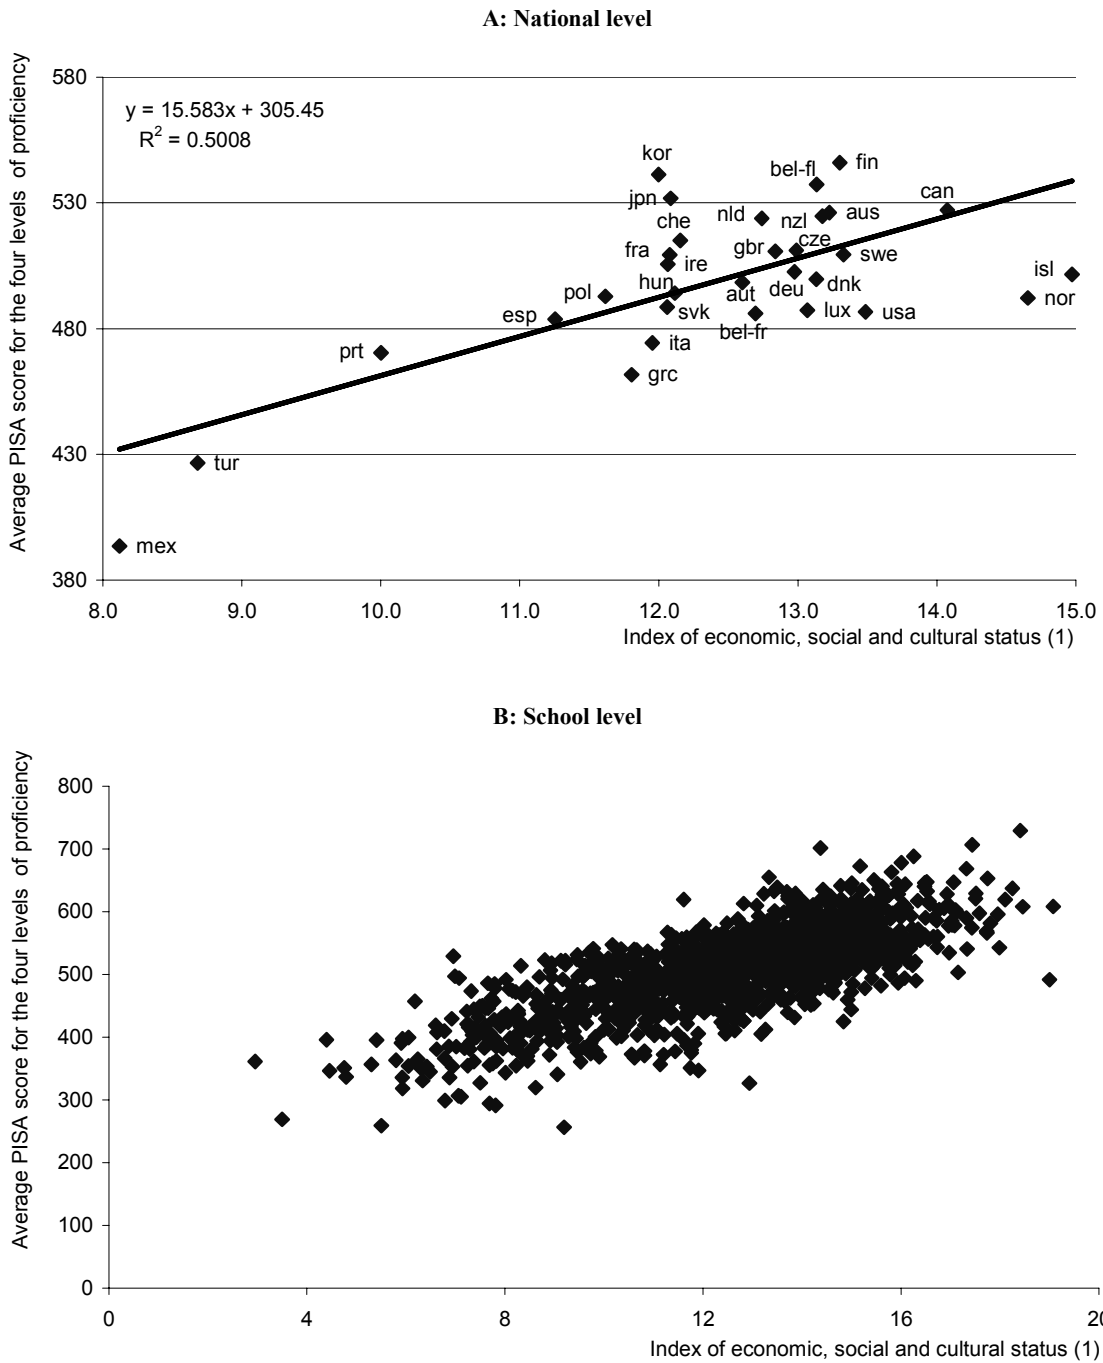 A: National level
Average PISA score for the four levels of proficiency
580
530
480
430
380
y = 15.583x + 305.45
R² = 0.5008
kor
fin
bel-fl
can
jpn
nld
nzl
aus
che
cze
fra
gbr
swe
ire
isl
hun
aut
deu
dnk
pol
nor
esp
svk
bel-fr
lux
usa
prt
ita
grc
tur
mex
8.0 9.0 10.0 11.0 12.0 13.0 14.0 15.0
Index of economic, social and cultural status (1)
B: School level
Average PISA score for the four levels of proficiency
800
700
600
500
400
300
200
100
0
0 4 8 12 16 20
Index of economic, social and cultural status (1)